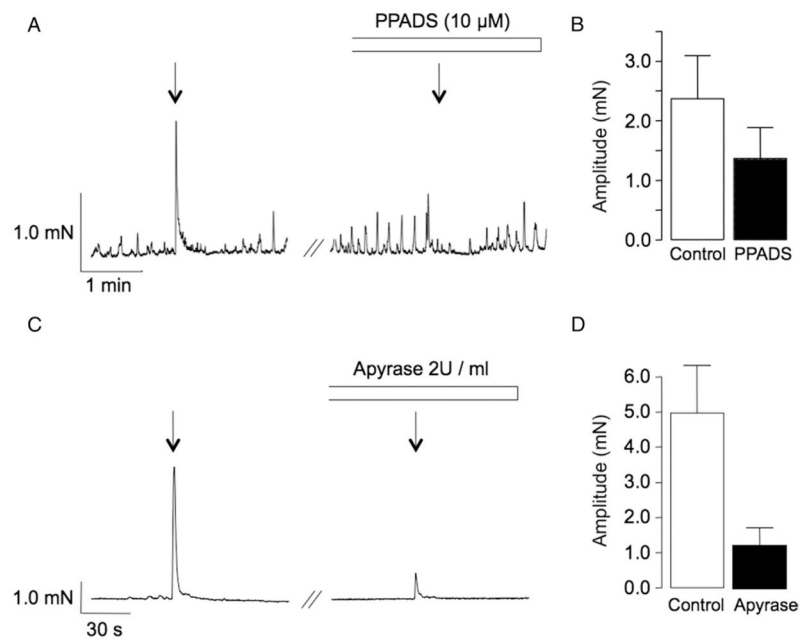 A
PPADS (10 µM)
1.0 mN
//
1 min
B
Amplitude (mN)
3.0
2.0
1.0
0.0
Control PPADS
C
Apyrase 2U / ml
1.0 mN
//
30 s
D
Amplitude (mN)
6.0
5.0
4.0
3.0
2.0
1.0
0.0
Control Apyrase